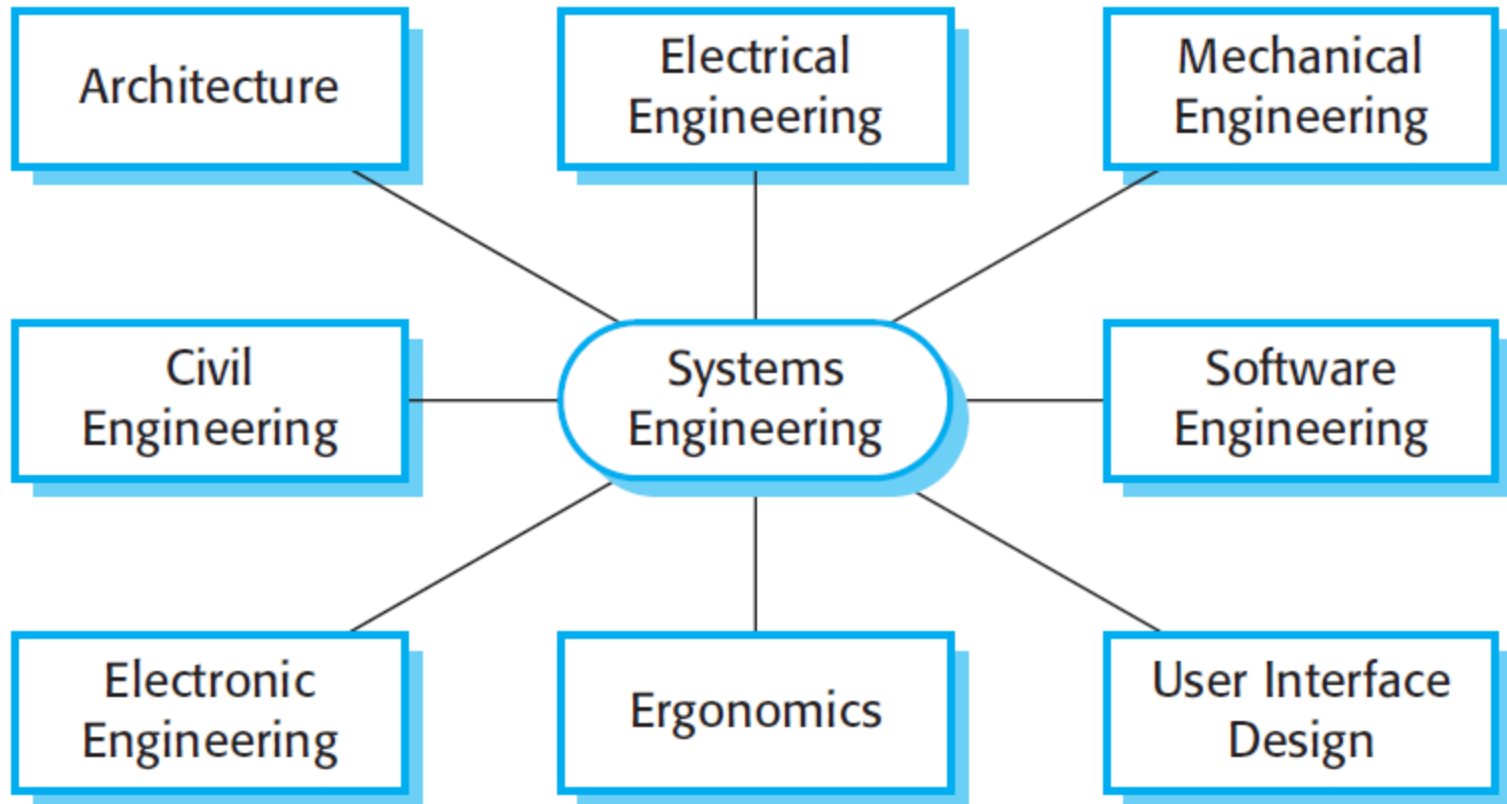 Architecture
Electrical
Engineering
Mechanical
Engineering
Civil
Engineering
Systems
Engineering
Software
Engineering
Electronic
Engineering
Ergonomics
User Interface
Design